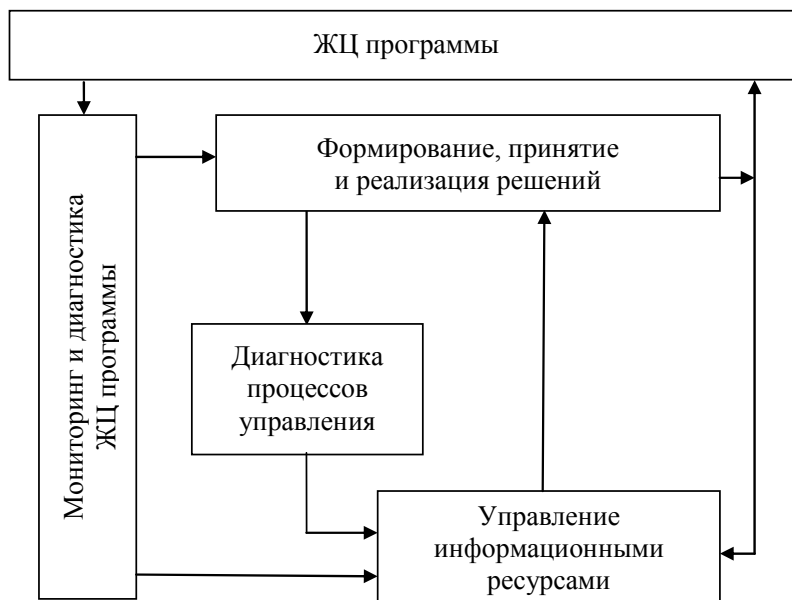 ЖЦ программы
Формирование, принятие
и реализация решений
Мониторинг и диагностика
ЖЦ программы
Диагностика
процессов
управления
Управление
информационными
ресурсами